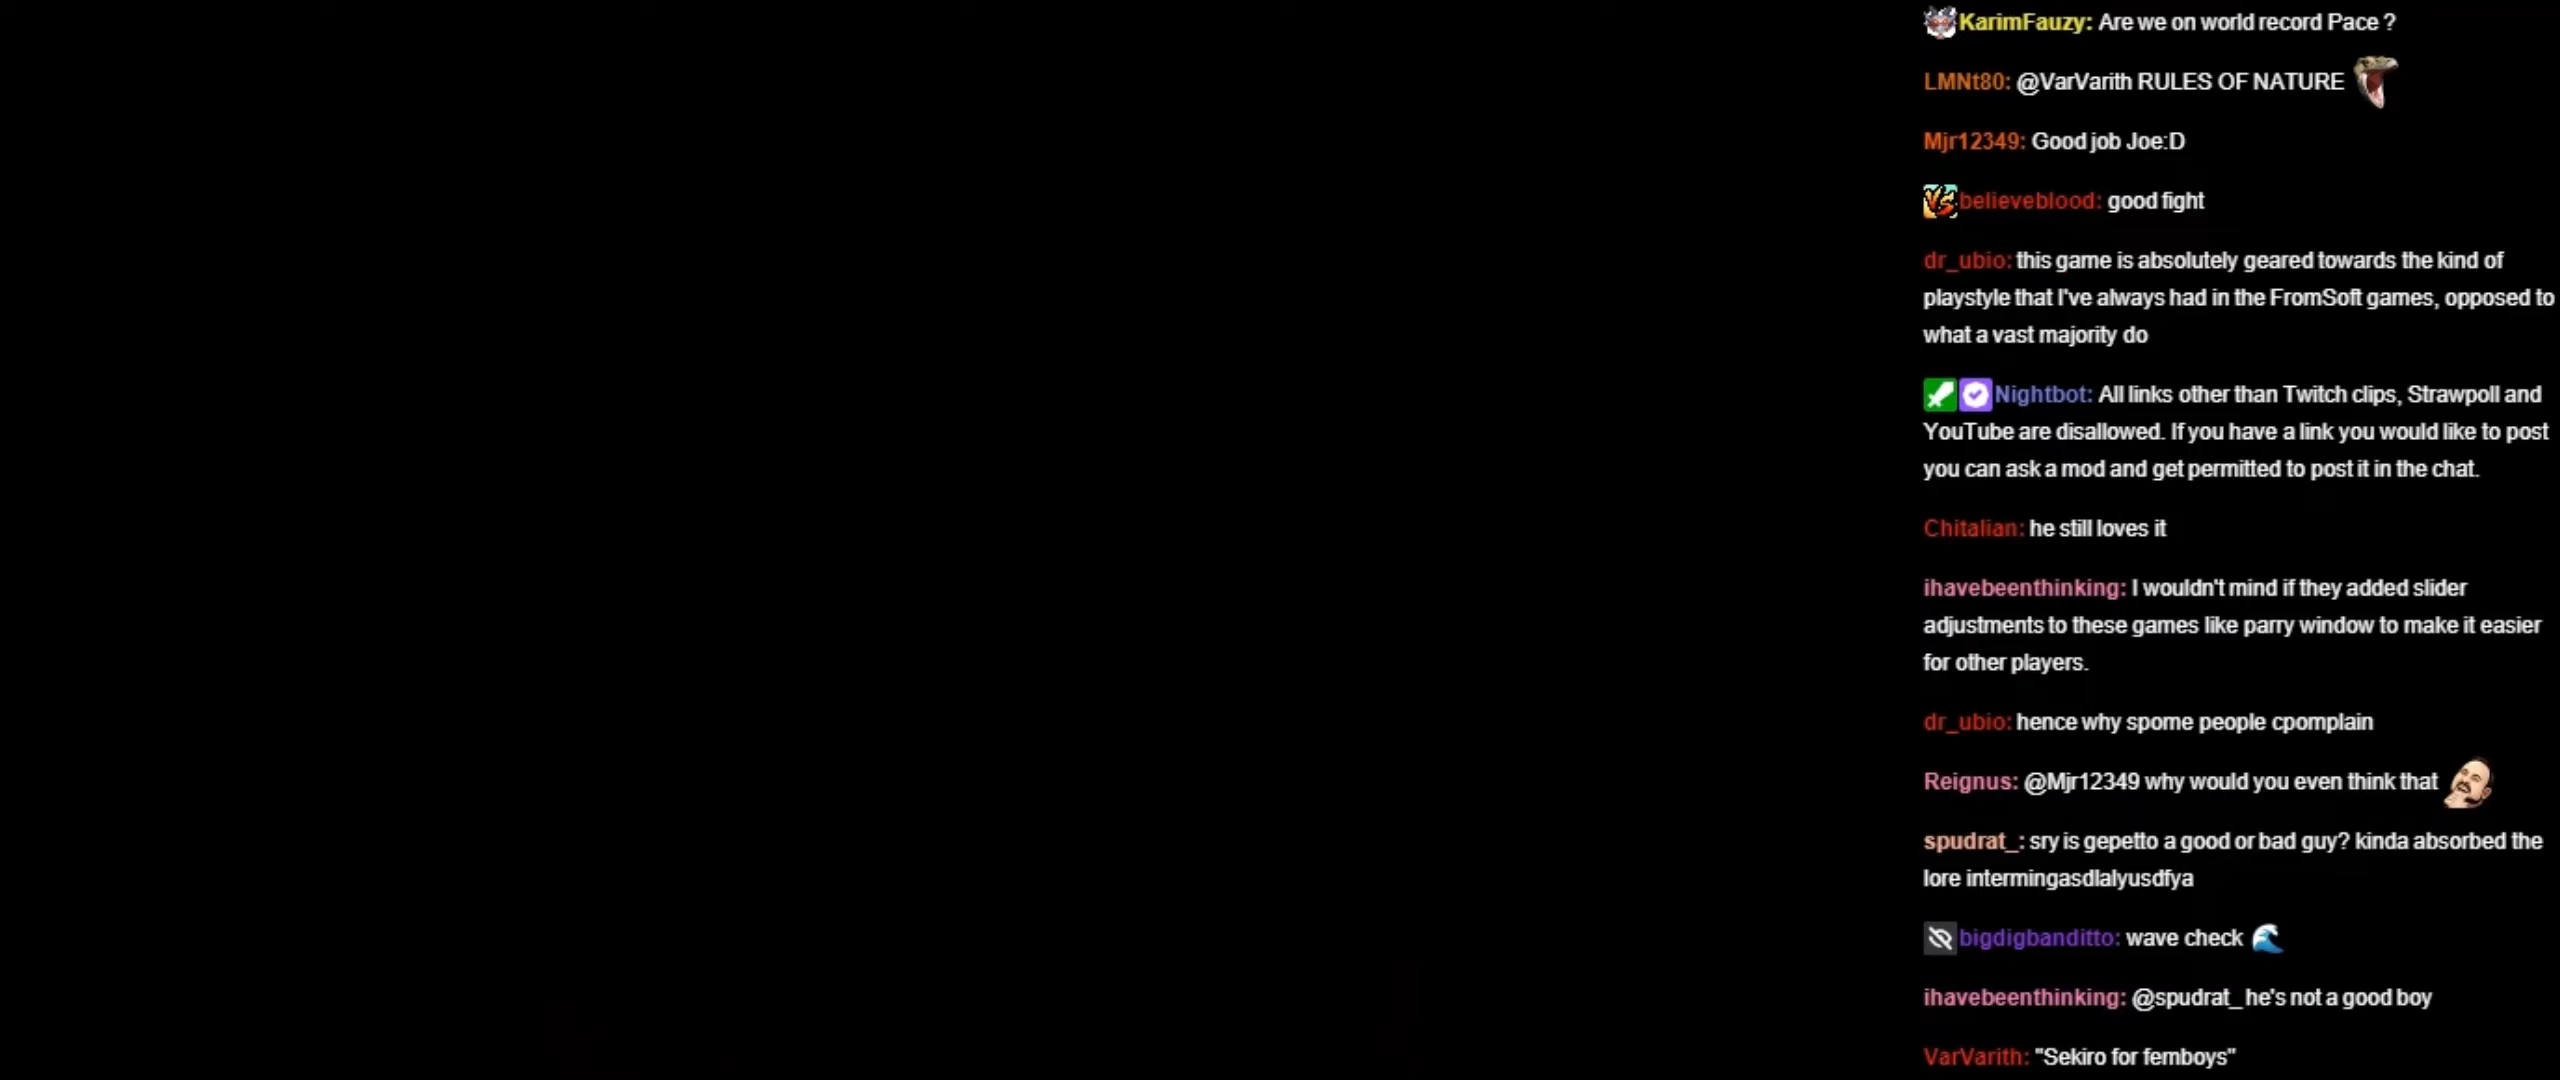 KarimFauzy: Are we on world record Pace ?
LMNt80: @VarVarith RULES OF NATURE
Mjr12349: Good job Joe:D
believeblood: good fight
dr_ubio: this game is absolutely geared towards the kind of
playstyle that I've always had in the FromSoft games, opposed to
what a vast majority do
Nightbot: All links other than Twitch clips, Strawpoll and
YouTube are disallowed. If you have a link you would like to post
you can ask a mod and get permitted to post it in the chat.
Chitalian: he still loves it
ihavebeenthinking: I wouldn't mind if they added slider
adjustments to these games like parry window to make it easier
for other players.
dr_ubio: hence why spome people cpomplain
Reignus: @Mjr12349 why would you even think that
spudrat_: sry is gepetto a good or bad guy? kinda absorbed the
lore intermingasdlalyusdfya
bigdigbanditto: wave check 🌊
ihavebeenthinking: @spudrat_ he's not a good boy
VarVarith: "Sekiro for femboys"